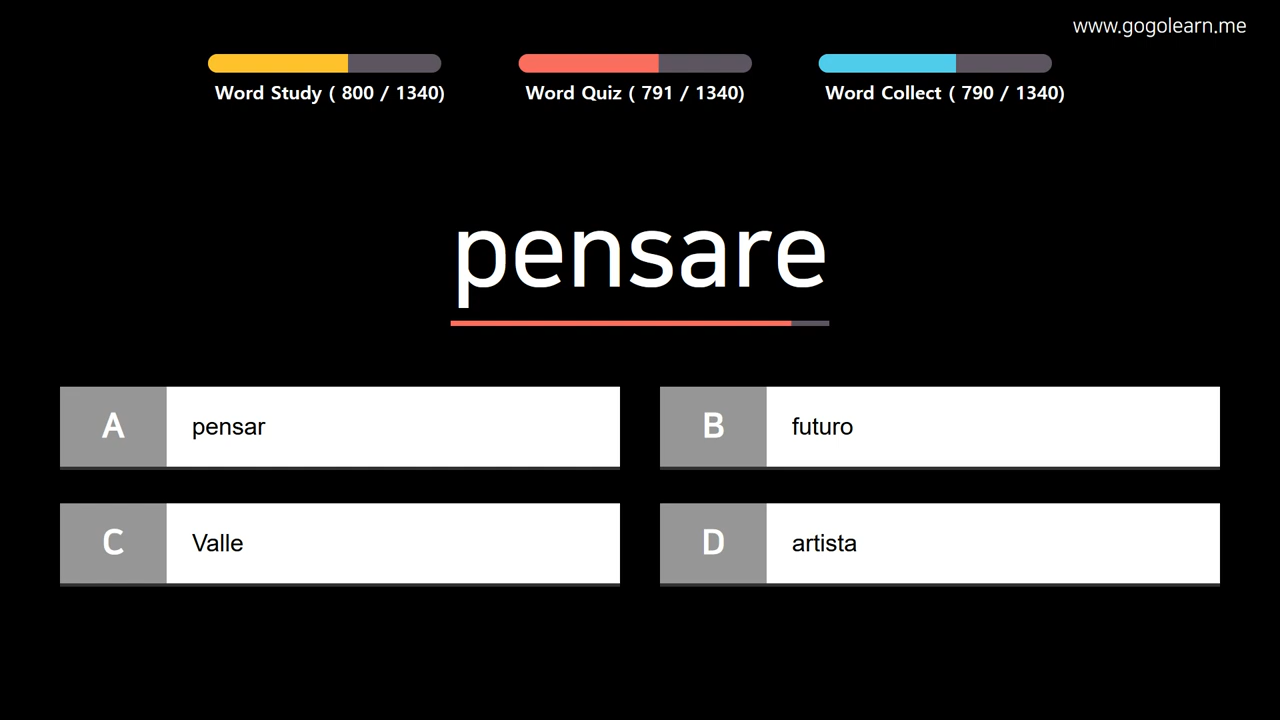 www.gogolearn.me
Word Study ( 800 / 1340)
Word Quiz ( 791 / 1340)
Word Collect ( 790 / 1340)
pensare
A pensar
B futuro
C Valle
D artista